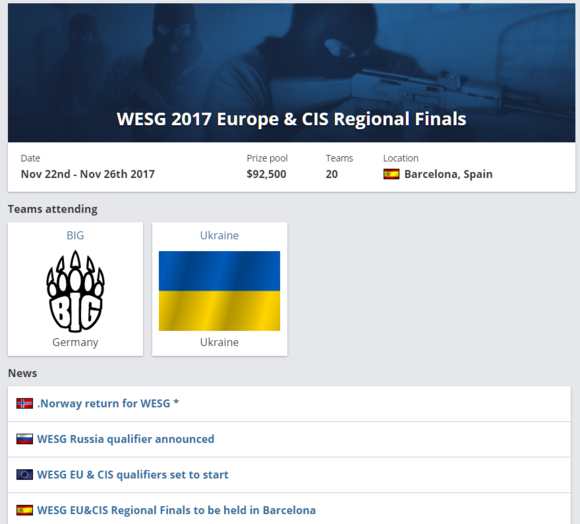 WESG 2017 Europe & CIS Regional Finals
Date Prize pool Teams Location
Nov 22nd - Nov 26th 2017 $92,500 20 Barcelona, Spain
Teams attending
BIG Ukraine
BIG
Germany Ukraine
News
.Norway return for WESG *
WESG Russia qualifier announced
WESG EU & CIS qualifiers set to start
WESG EU&CIS Regional Finals to be held in Barcelona